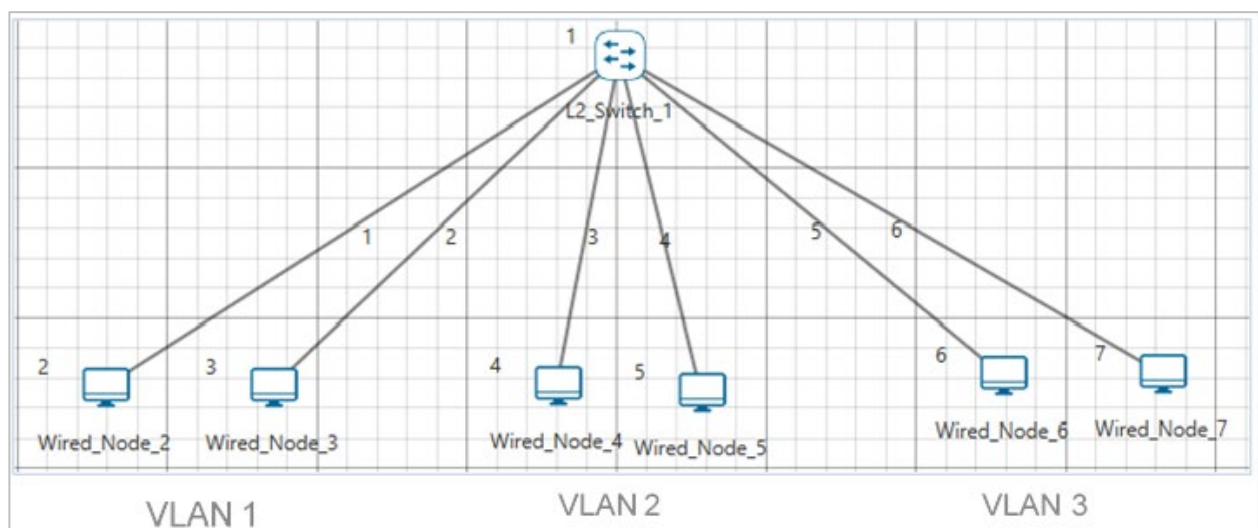 1
L2_Switch_1
1
2
3
4
5
6
2
3
4
5
6
7
Wired_Node_2
Wired_Node_3
Wired_Node_4
Wired_Node_5
Wired_Node_6
Wired_Node_7
VLAN 1
VLAN 2
VLAN 3